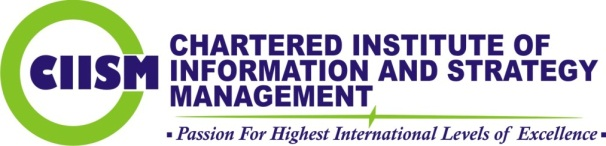 CIISM
CHARTERED INSTITUTE OF
INFORMATION AND STRATEGY
MANAGEMENT
▪ Passion For Highest International Levels of Excellence ▪